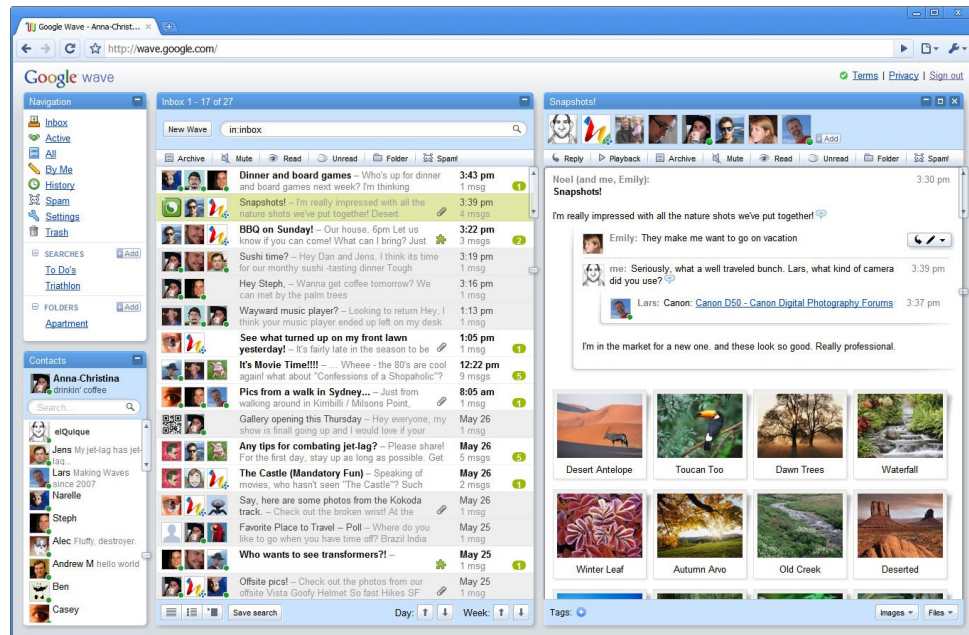 Google Wave - Anna-Christ...
http://wave.google.com/
Google wave
Terms | Privacy | Sign out
Navigation
Inbox
Active
All
By Me
History
Spam
Settings
Trash
SEARCHES
Add
To Do's
Triathlon
FOLDERS
Add
Apartment
Contacts
Anna-Christina
drinkin' coffee
Search...
elQuique
Jens My jet-lag has jet-
lag...
Lars Making Waves
since 2007
Narelle
Steph
Alec Fluffy, destroyer.
Andrew M hello world
Ben
Casey
Inbox 1 - 17 of 27
New Wave
in:inbox
Archive Mute Read Unread Folder Spam!
Dinner and board games – Who's up for dinner 3:43 pm
and board games next week? I'm thinking 1 msg 1
Snapshots! – I'm really impressed with all the 3:39 pm
nature shots we've put together! Desert 4 msgs
BBQ on Sunday! – Our house, 6pm Let us 3:22 pm
know if you can come! What can I bring? Just 3 msgs 2
Sushi time? – Hey Dan and Jens, I think its time 3:19 pm
for our monthy sushi -tasting dinner Tough 1 msg
Hey Steph, – Wanna get coffee tomorrow? We 3:16 pm
can met by the palm trees 1 msg
Wayward music player? – Looking to return Hey, I 1:13 pm
think your music player ended up left on my desk 1 msg
See what turned up on my front lawn 1:05 pm
yesterday! – It's fairly late in the season to be 1 msg 1
It's Movie Time!!!! – ... Wheee - the 80's are cool 12:22 pm
again! what about "Confessions of a Shopaholic"? 9 msgs 5
Pics from a walk in Sydney... – Just from 8:05 am
walking around in Kirribilli / Milsons Point, 1 msg 1
Gallery opening this Thursday – Hey everyone, my May 26
show is finall going up and I would love if your 1 msg
Any tips for combating jet-lag? – Please share! May 26
For the first day, stay up as long as possible. Get 5 msgs 5
The Castle (Mandatory Fun) – Speaking of May 26
movies, who hasn't seen "The Castle"? Such 2 msgs 1
Say, here are some photos from the Kokoda May 26
track. – Check out the broken wrist! At the 1 msg
Favorite Place to Travel – Poll – Where do you May 25
like to go when you have time off? Brazil India 1 msg
Who wants to see transformers?! – May 25
1 msg 1
Offsite pics! – Check out the photos from our May 25
offsite Vista Goofy Helmet So fast Hikes SF 1 msg
Save search
Day: Week:
Snapshots!
Add
Reply Playback Archive Mute Read Unread Folder Spam!
Noel (and me, Emily): 3:30 pm
Snapshots!
I'm really impressed with all the nature shots we've put together!
Emily: They make me want to go on vacation
me: Seriously, what a well traveled bunch. Lars, what kind of camera 3:39 pm
did you use?
Lars: Canon: Canon D50 - Canon Digital Photography Forums 3:37 pm
I'm in the market for a new one. and these look so good. Really professional.
Desert Antelope Toucan Too Dawn Trees Waterfall
Winter Leaf Autumn Arvo Old Creek Deserted
Tags:
Images Files